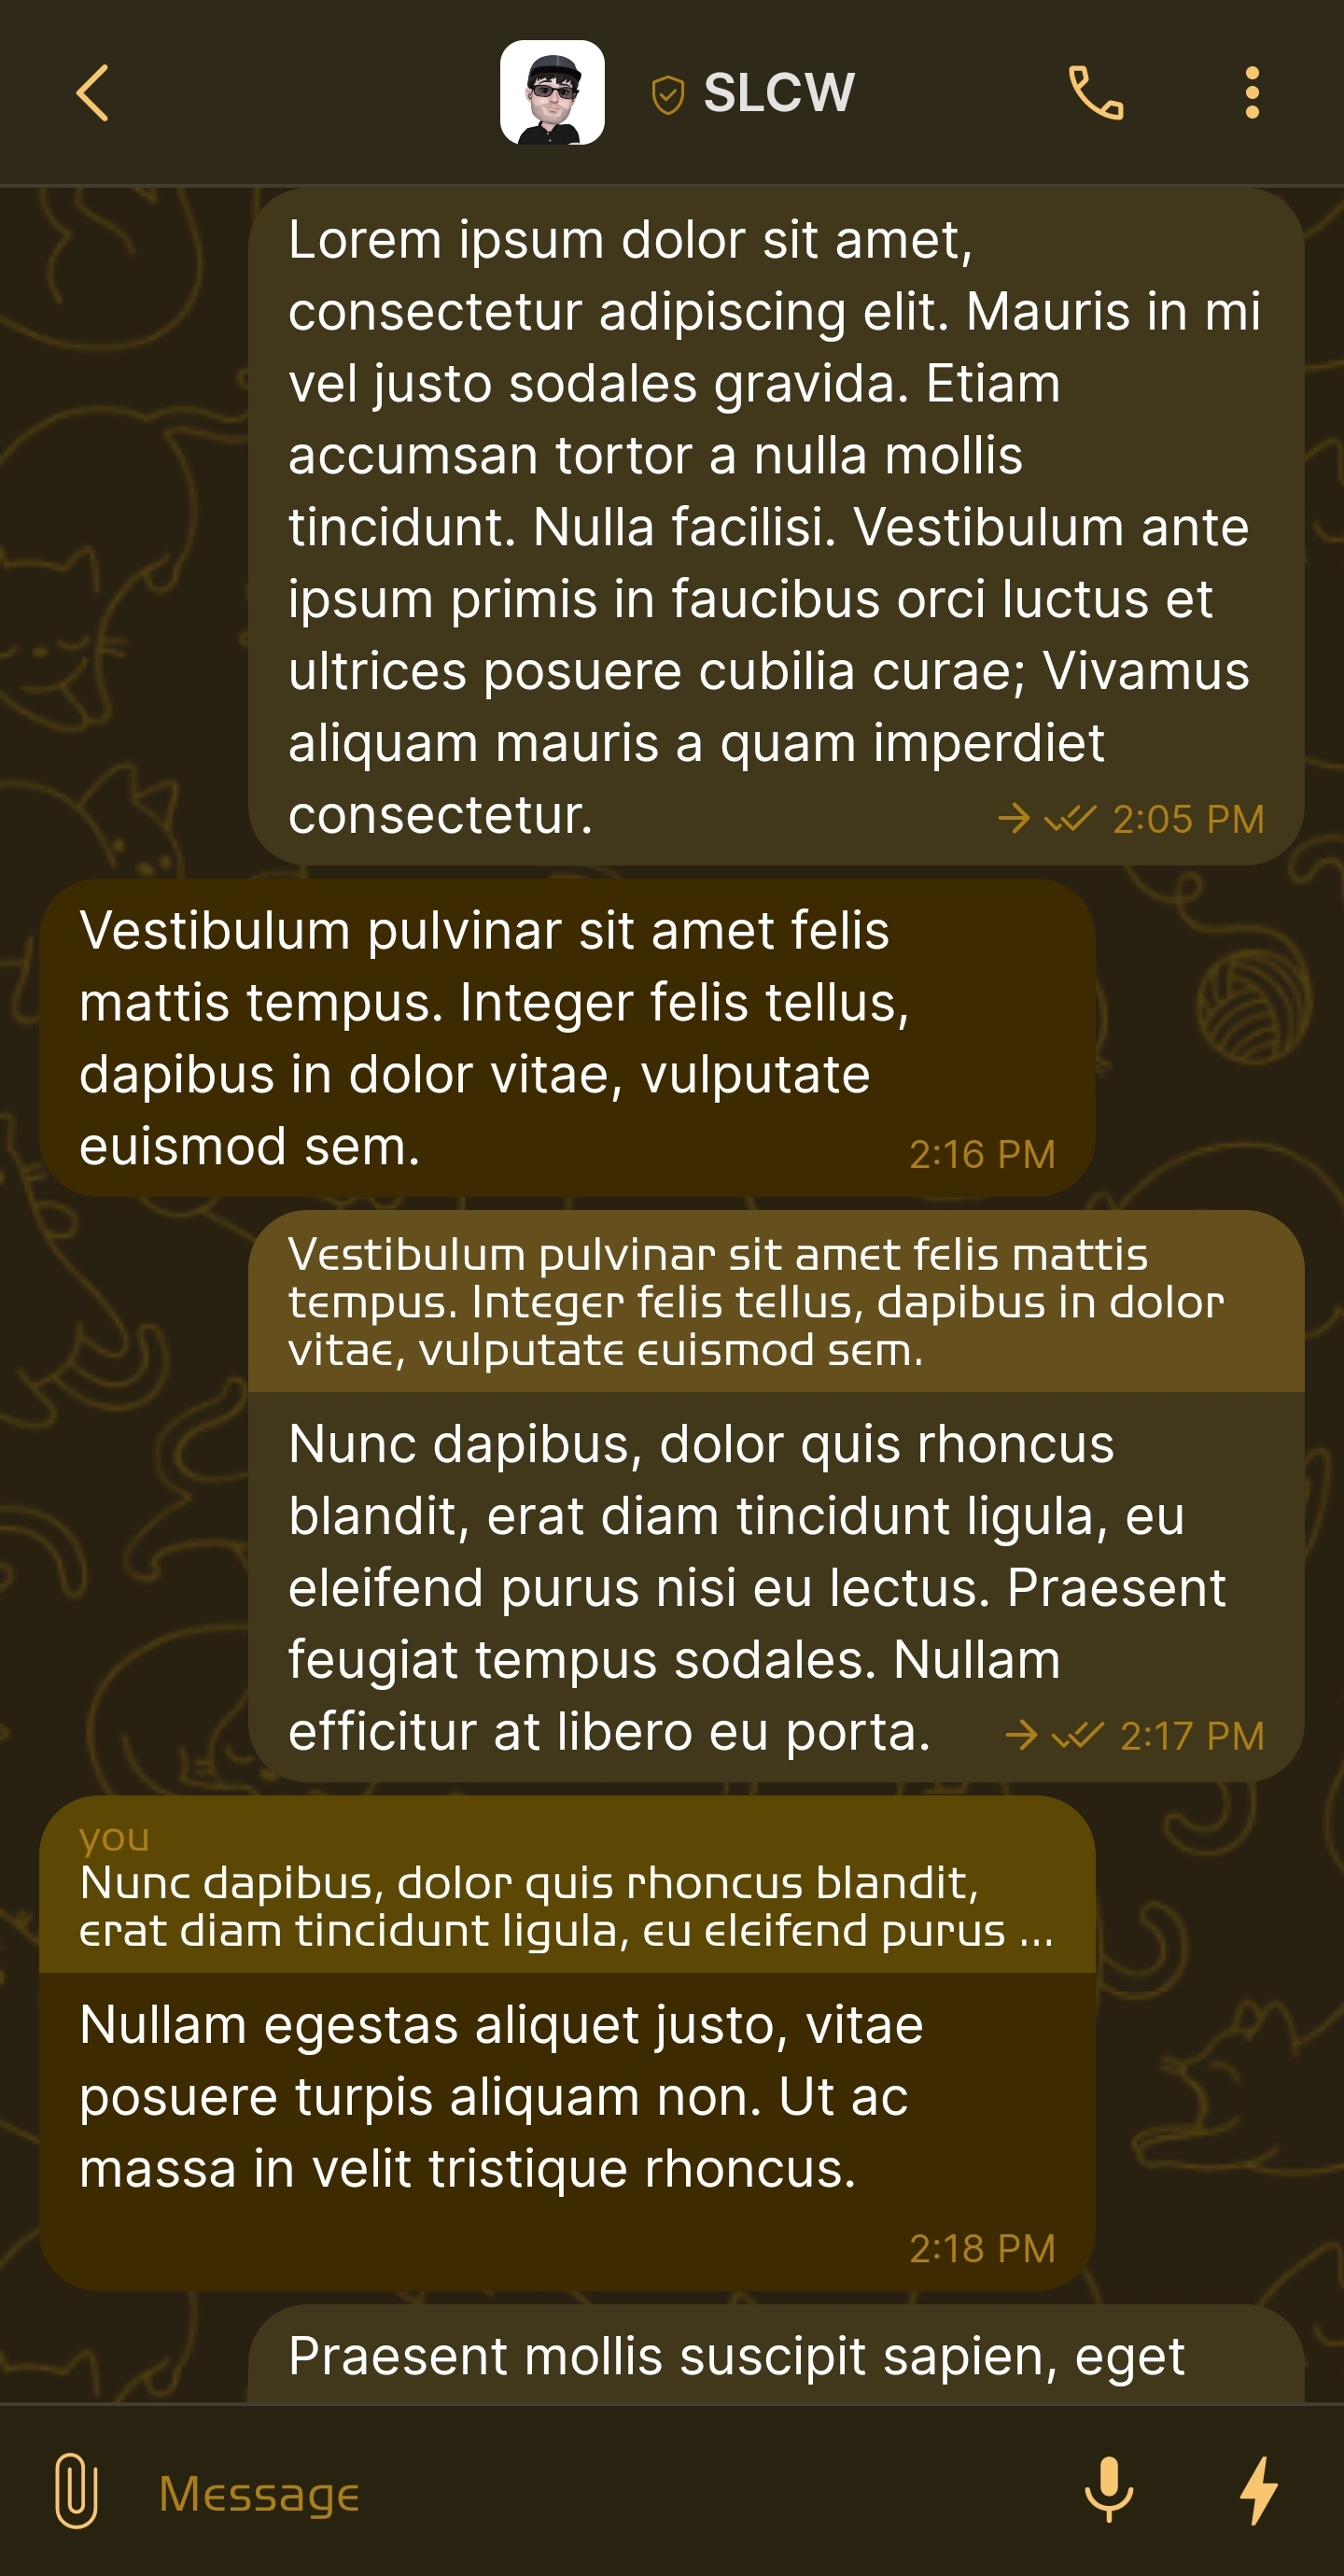 SLCW
Lorem ipsum dolor sit amet,
consectetur adipiscing elit. Mauris in mi
vel justo sodales gravida. Etiam
accumsan tortor a nulla mollis
tincidunt. Nulla facilisi. Vestibulum ante
ipsum primis in faucibus orci luctus et
ultrices posuere cubilia curae; Vivamus
aliquam mauris a quam imperdiet
consectetur.
2:05 PM
Vestibulum pulvinar sit amet felis
mattis tempus. Integer felis tellus,
dapibus in dolor vitae, vulputate
euismod sem.
2:16 PM
Vestibulum pulvinar sit amet felis mattis
tempus. Integer felis tellus, dapibus in dolor
vitae, vulputate euismod sem.
Nunc dapibus, dolor quis rhoncus
blandit, erat diam tincidunt ligula, eu
eleifend purus nisi eu lectus. Praesent
feugiat tempus sodales. Nullam
efficitur at libero eu porta.
2:17 PM
you
Nunc dapibus, dolor quis rhoncus blandit,
erat diam tincidunt ligula, eu eleifend purus ...
Nullam egestas aliquet justo, vitae
posuere turpis aliquam non. Ut ac
massa in velit tristique rhoncus.
2:18 PM
Praesent mollis suscipit sapien, eget
Message